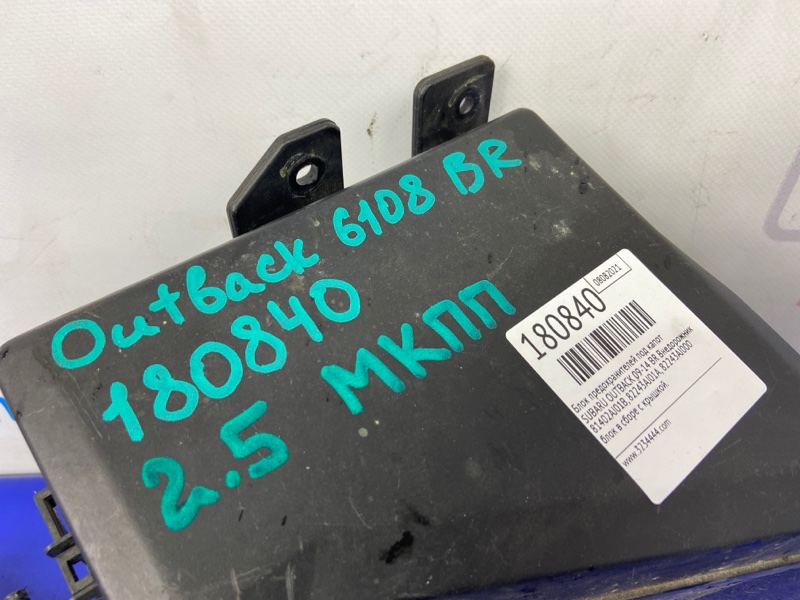 Outback 6108 BR
180840
2.5 МКПП
180840
08082021
Блок предохранителей под капот
SUBARU OUTBACK 09-14 BR Внедорожник
81402AJ01B, 82243AJ01A, 82243AJ000
блок в сборе с крышкой.
www.3234444.com